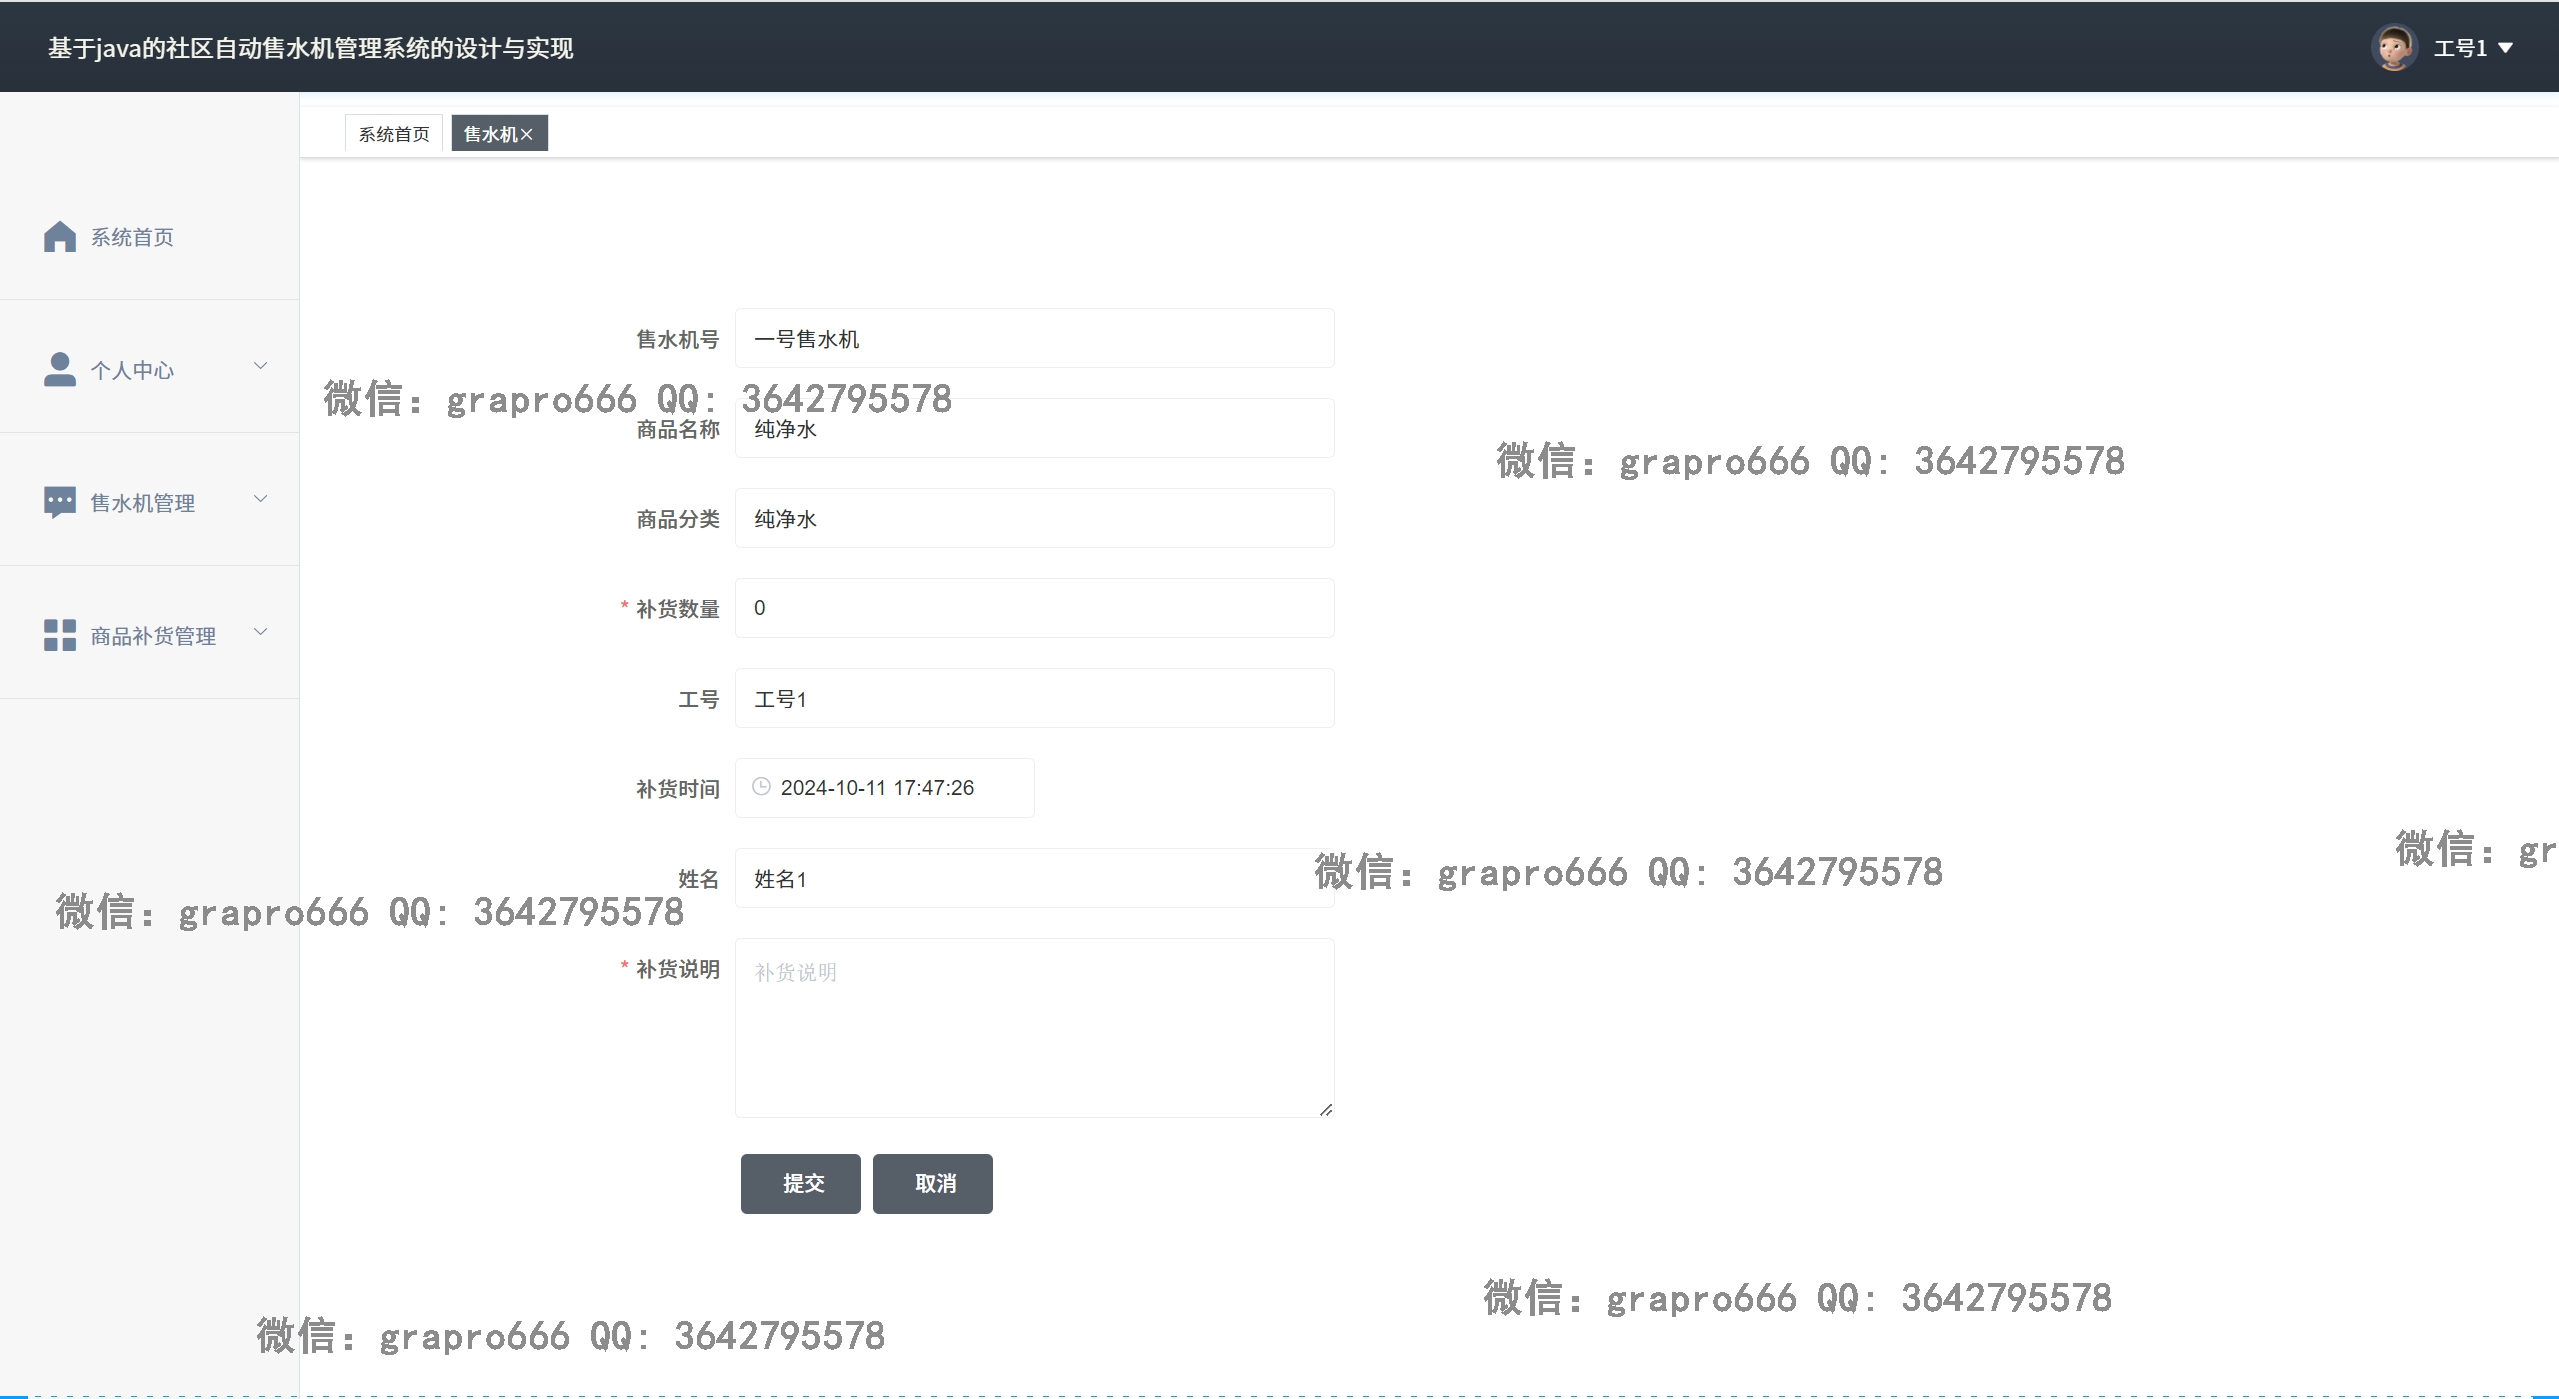 基于java的社区自动售水机管理系统的设计与实现
工号1
系统首页
售水机
系统首页
个人中心
售水机管理
商品补货管理
售水机号 一号售水机
微信：grapro666 QQ：3642795578
商品名称 纯净水
微信：grapro666 QQ：3642795578
商品分类 纯净水
* 补货数量 0
工号 工号1
补货时间 2024-10-11 17:47:26
微信：gr
姓名 姓名1
微信：grapro666 QQ：3642795578
微信：grapro666 QQ：3642795578
* 补货说明 补货说明
提交 取消
微信：grapro666 QQ：3642795578
微信：grapro666 QQ：3642795578